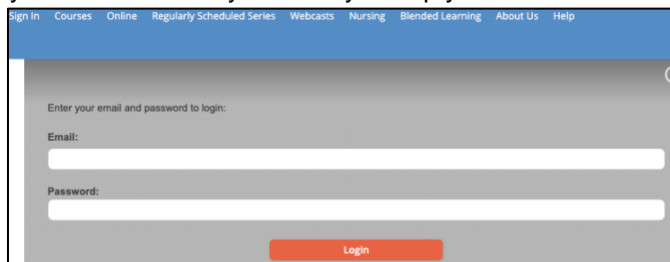 Sign In Courses Online Regularly Scheduled Series Webcasts Nursing Blended Learning About Us Help
Enter your email and password to login:
Email:
Password:
Login